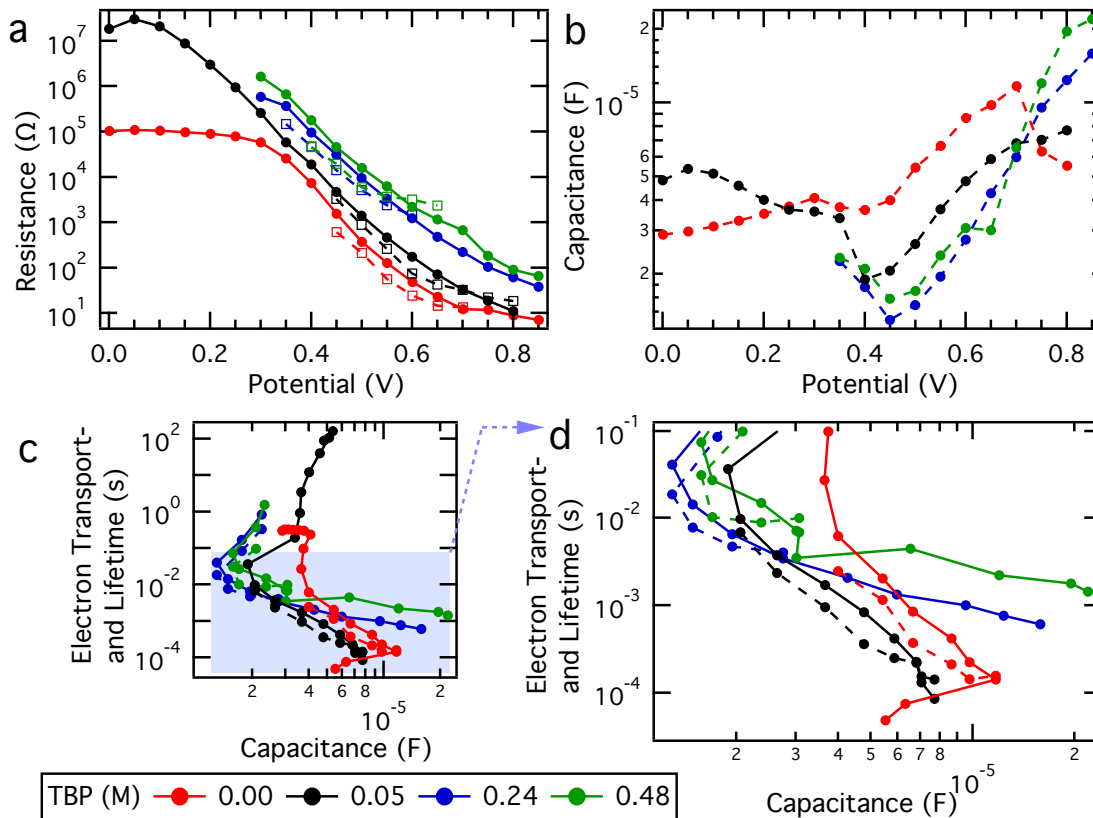 a
10^7
10^6
10^5
10^4
10^3
10^2
10^1
Resistance (Ω)
0.0 0.2 0.4 0.6 0.8
Potential (V)
b
10^-5
6
5
4
3
2
Capacitance (F)
0.0 0.2 0.4 0.6 0.8
Potential (V)
c
10^2
10^0
10^-2
10^-4
Electron Transport-
and Lifetime (s)
2 4 6 8 2
10^-5
Capacitance (F)
d
10^-1
10^-2
10^-3
10^-4
Electron Transport-
and Lifetime (s)
2 3 4 5 6 7 8 2
10^-5
Capacitance (F)
TBP (M) 0.00 0.05 0.24 0.48